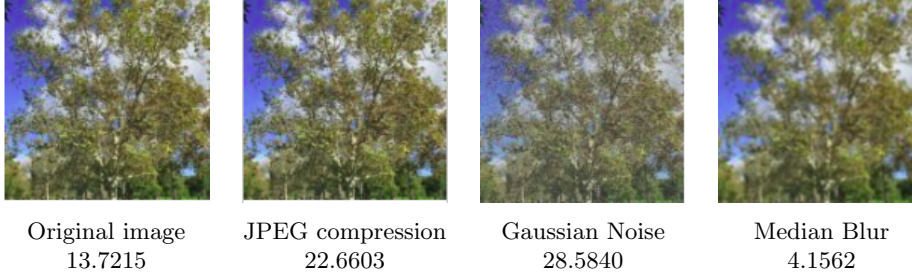 Original image
13.7215
JPEG compression
22.6603
Gaussian Noise
28.5840
Median Blur
4.1562